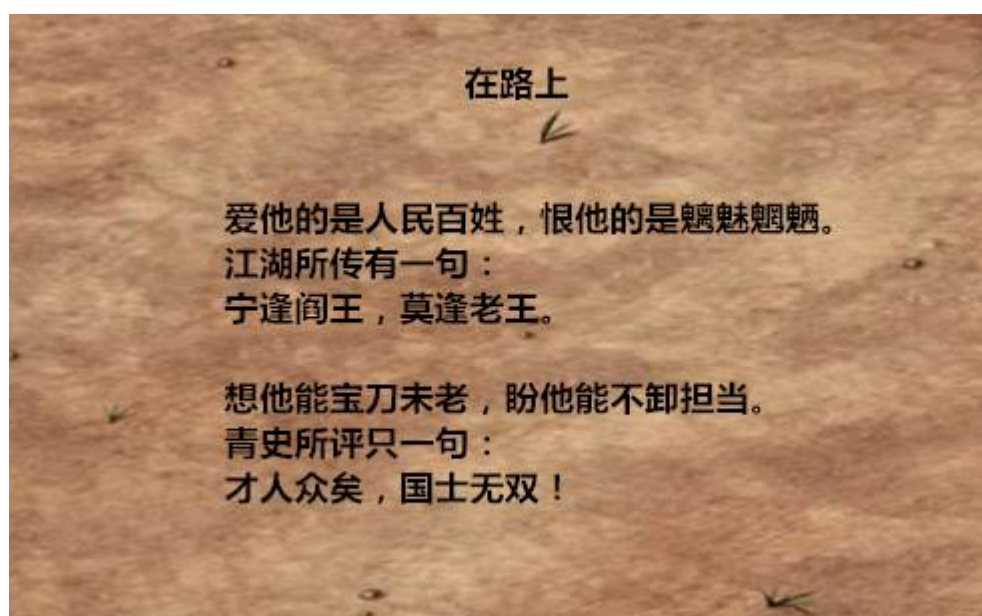 在路上
爱他的是人民百姓，恨他的是魑魅魍魉。
江湖所传有一句：
宁逢阎王，莫逢老王。
想他能宝刀未老，盼他能不卸担当。
青史所评只一句：
才人众矣，国士无双！